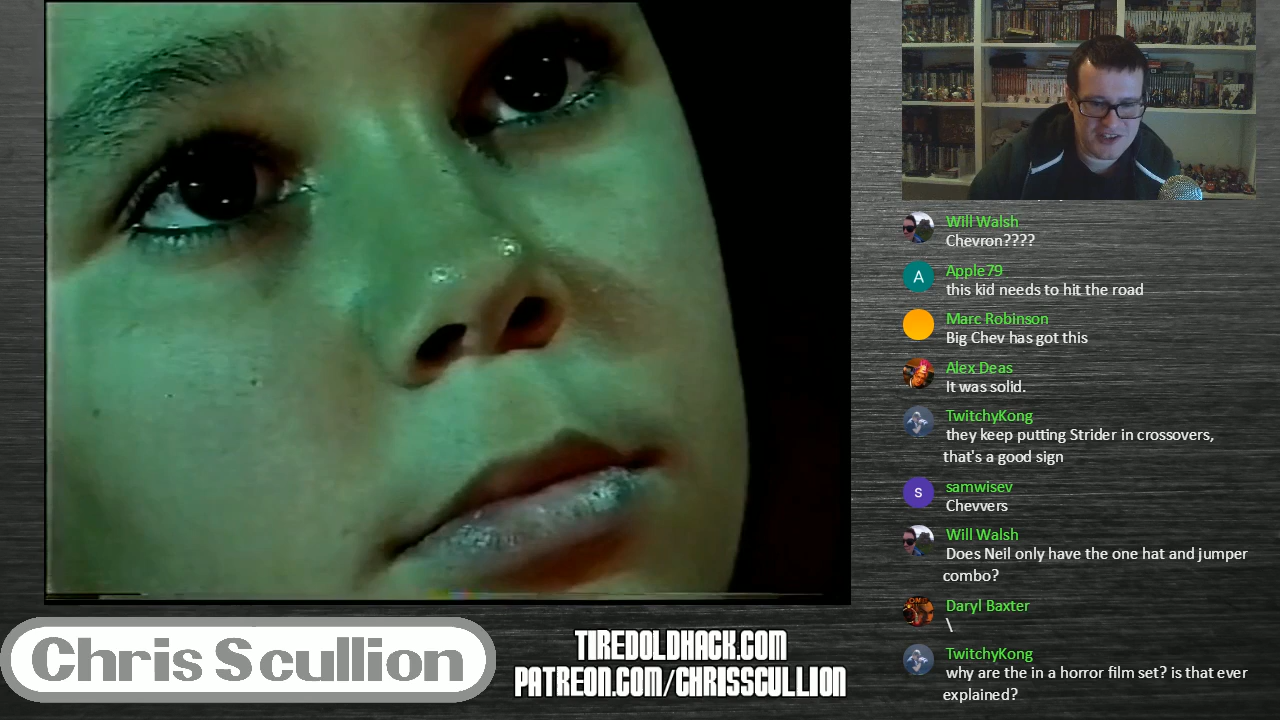 Will Walsh
Chevron????
A
Apple79
this kid needs to hit the road
Marc Robinson
Big Chev has got this
Alex Deas
It was solid.
TwitchyKong
they keep putting Strider in crossovers,
that's a good sign
s
samwisev
Chevvers
Will Walsh
Does Neil only have the one hat and jumper
combo?
Daryl Baxter
\
TwitchyKong
why are the in a horror film set? is that ever
explained?
Chris Scullion
TIREDOLDHACK.COM
PATREON.COM/CHRISSCULLION